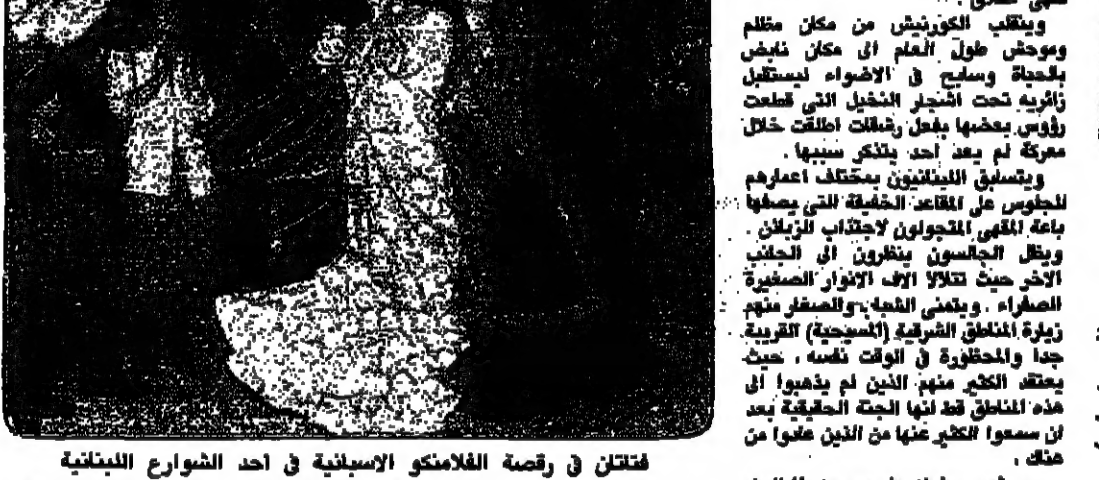 وينقلب الكورنيش من مكان مظلم
وموحش طول العام الى مكان نابض
بالحياة وسابح في الاضواء ليستقبل
زائريه تحت اشجار النخيل التي قطعت
رؤوس بعضها بفعل رشقات اطلقت خلال
معركة لم يعد احد يتذكر سببها .
ويتسابق اللبنانيون بمختلف اعمارهم
للجلوس على المقاعد الخفيفة التي يصفها
باعة المقهى المتجولون لاجتذاب الزبائن .
ويظل الجالسون ينظرون الى الجانب
الاخر حيث تتلالا الاف الانوار الصغيرة
الصفراء . ويتمنى الشباب والصغار منهم
زيارة المناطق الشرقية (المسيحية) القريبة
جدا والمحظورة في الوقت نفسه ، حيث
يعتقد الكثير منهم الذين لم يذهبوا الى
هذه المناطق قط انها الجنة الحقيقية بعد
ان سمعوا الكثير عنها من الذين عادوا من
هناك .
فتاتان في رقصة الفلامنكو الاسبانية في احد الشوارع اللبنانية